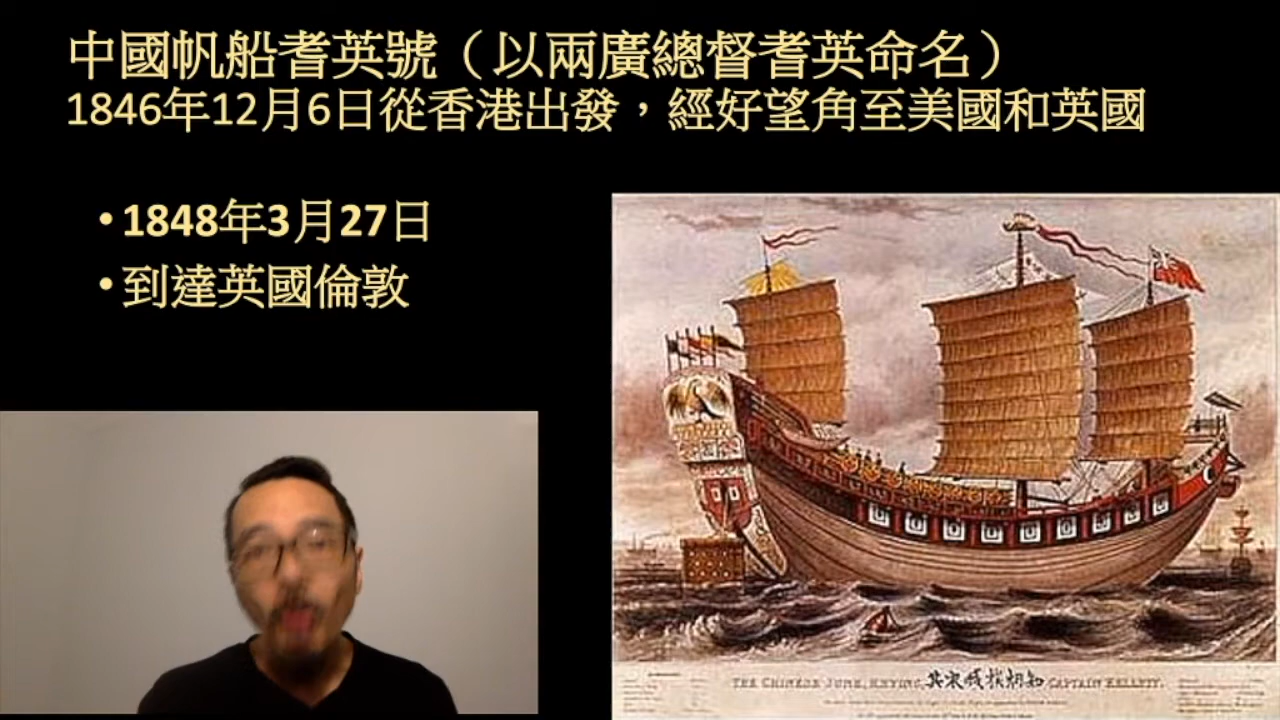 中國帆船耆英號（以兩廣總督耆英命名）
1846年12月6日從香港出發，經好望角至美國和英國
• 1848年3月27日
• 到達英國倫敦
THE CHINESE JUNK, KEYING, CAPTAIN KELLETT.